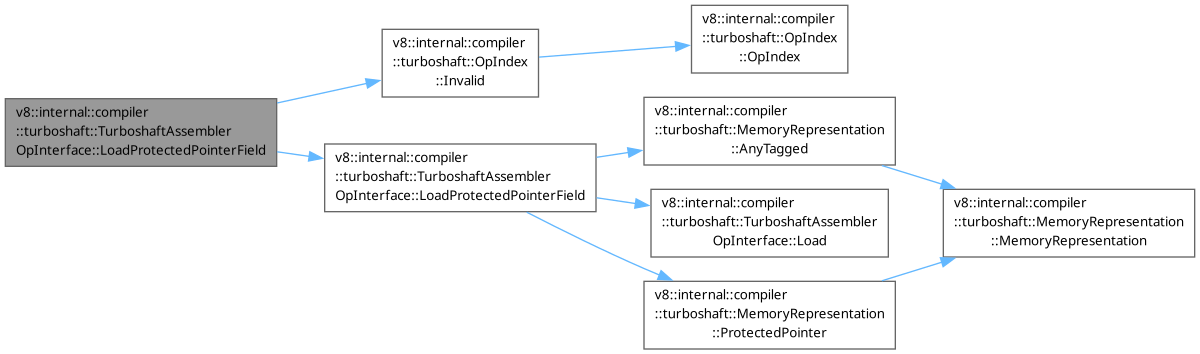 v8::internal::compiler
::turboshaft::TurboshaftAssembler
OpInterface::LoadProtectedPointerField
v8::internal::compiler
::turboshaft::OpIndex
::Invalid
v8::internal::compiler
::turboshaft::OpIndex
::OpIndex
v8::internal::compiler
::turboshaft::TurboshaftAssembler
OpInterface::LoadProtectedPointerField
v8::internal::compiler
::turboshaft::MemoryRepresentation
::AnyTagged
v8::internal::compiler
::turboshaft::TurboshaftAssembler
OpInterface::Load
v8::internal::compiler
::turboshaft::MemoryRepresentation
::ProtectedPointer
v8::internal::compiler
::turboshaft::MemoryRepresentation
::MemoryRepresentation